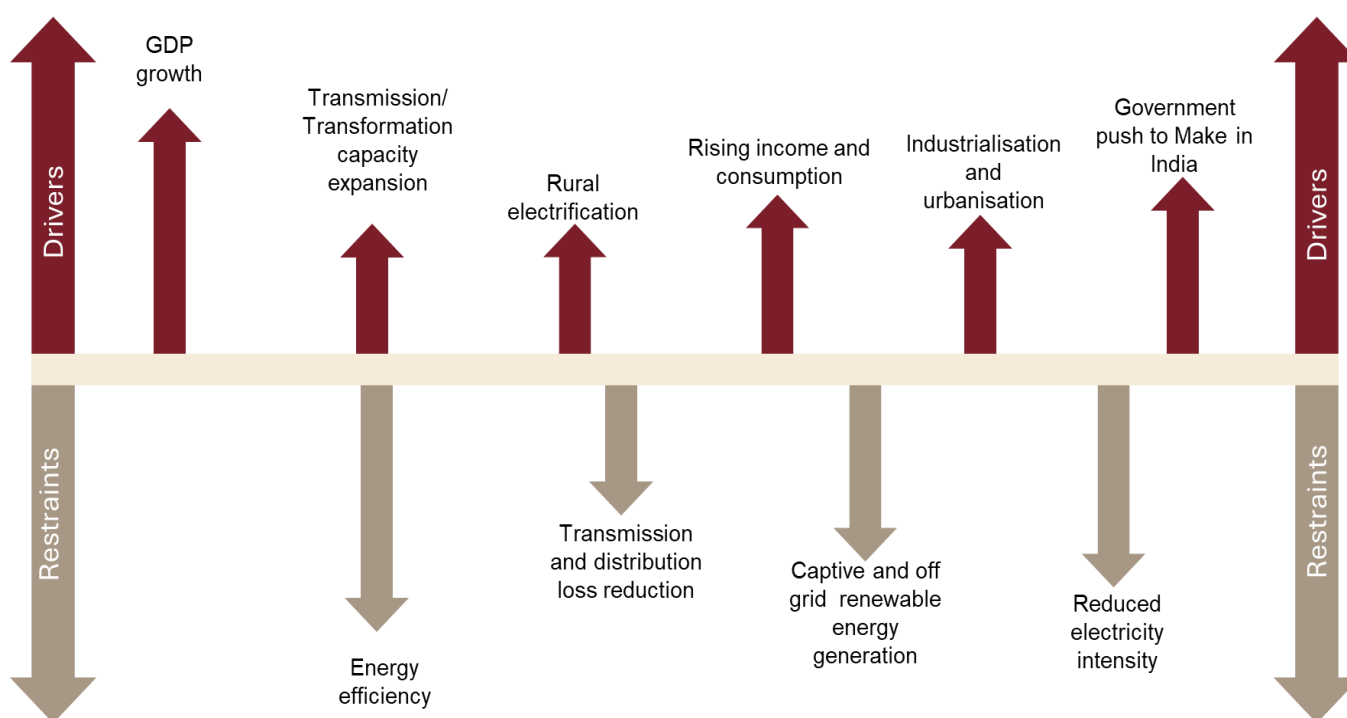 Drivers
GDP
growth
Transmission/
Transformation
capacity
expansion
Rural
electrification
Rising income and
consumption
Industrialisation
and
urbanisation
Government
push to Make in
India
Drivers
Restraints
Energy
efficiency
Transmission
and distribution
loss reduction
Captive and off
grid renewable
energy
generation
Reduced
electricity
intensity
Restraints